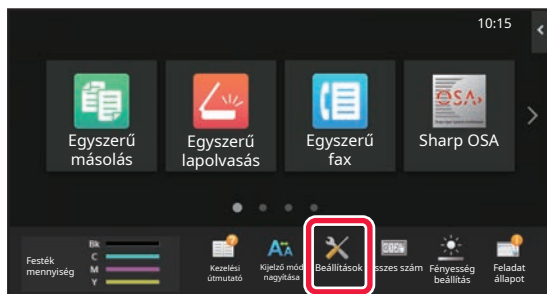 10:15
Egyszerű
másolás
Egyszerű
lapolvasás
Egyszerű
fax
Sharp OSA
Festék
mennyiség
Bk
C
M
Y
Kezelési
útmutató
Kijelző mód
nagyítása
Beállítások
sszes szám
Fényesség
beállítás
Feladat
állapot